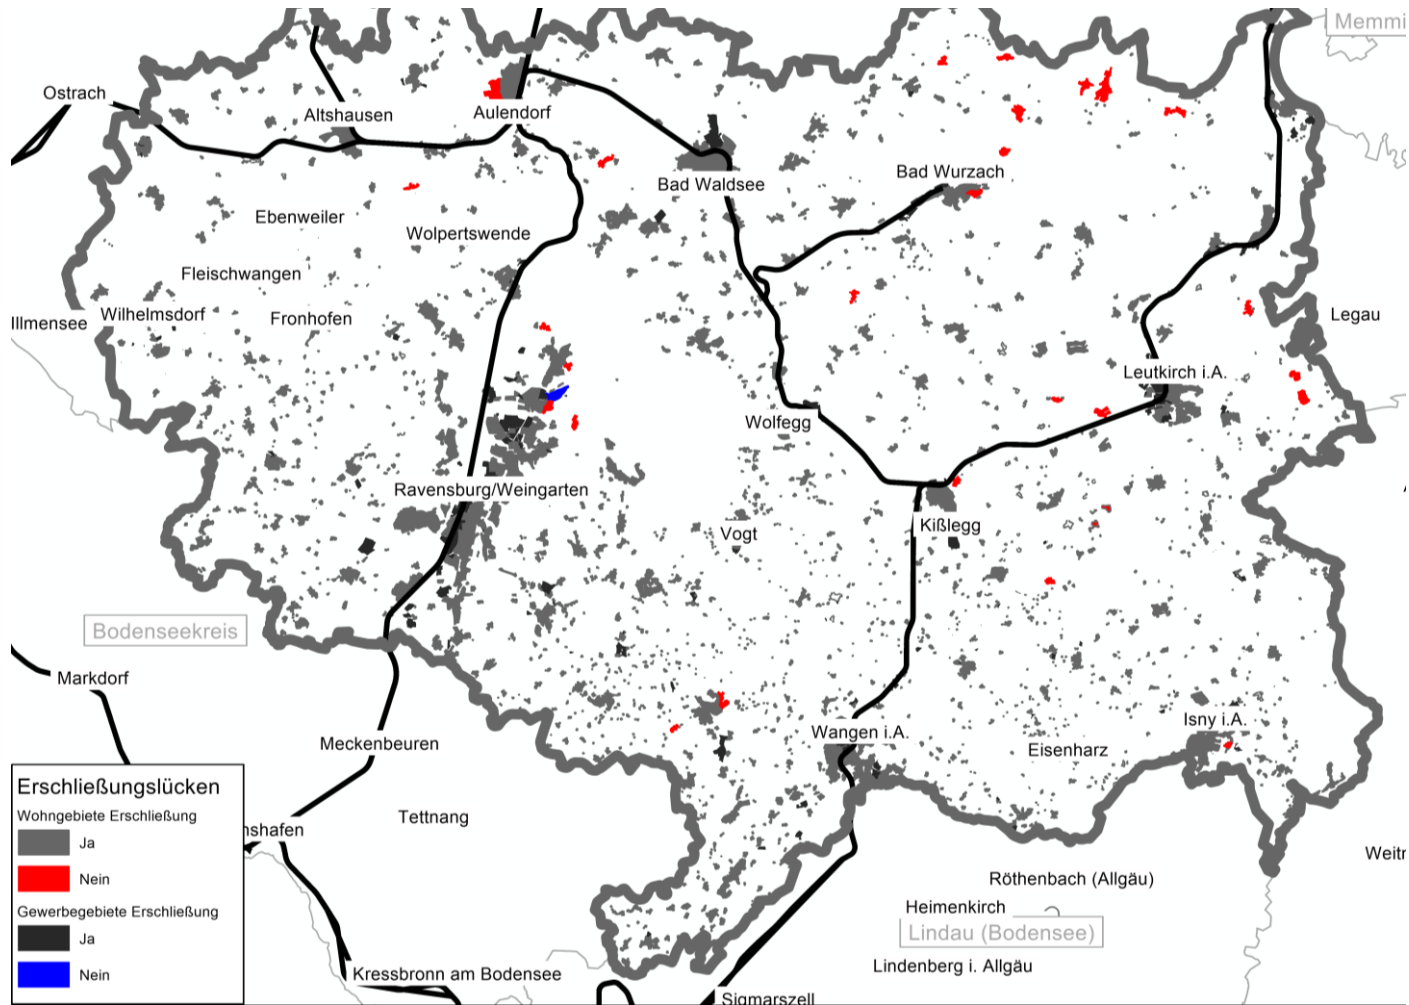 Memmi
Ostrach
Altshausen
Aulendorf
Bad Waldsee
Bad Wurzach
Ebenweiler
Wolpertswende
Fleischwangen
Illmensee
Wilhelmsdorf
Fronhofen
Legau
Leutkirch i.A.
Wolfegg
Ravensburg/Weingarten
Kißlegg
Vogt
Bodenseekreis
Markdorf
Isny i.A.
Wangen i.A.
Meckenbeuren
Eisenharz
Tettnang
nshafen
Weitr
Röthenbach (Allgäu)
Heimenkirch
Lindau (Bodensee)
Lindenberg i. Allgäu
Kressbronn am Bodensee
Sigmarszell
Erschließungslücken
Wohngebiete Erschließung
Ja
Nein
Gewerbegebiete Erschließung
Ja
Nein